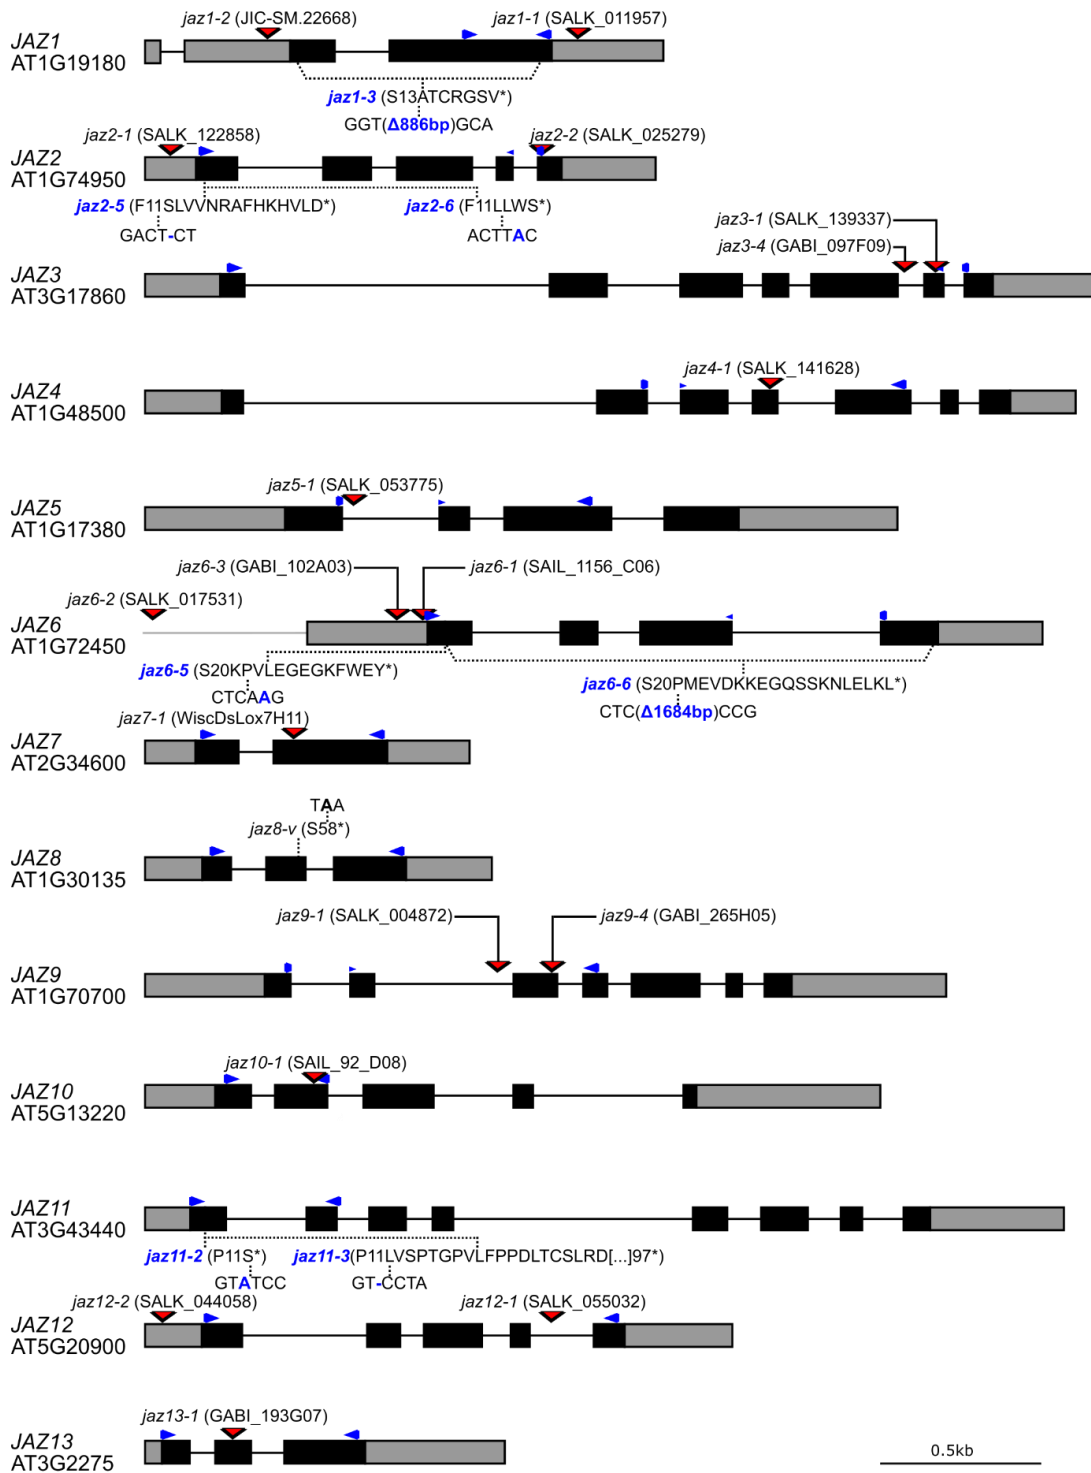 jaz1-2 (JIC-SM.22668) jaz1-1 (SALK_011957)
JAZ1
AT1G19180
jaz1-3 (S13ATCRGSV*)
GGT(Δ886bp)GCA
jaz2-1 (SALK_122858) jaz2-2 (SALK_025279)
JAZ2
AT1G74950
jaz2-5 (F11SLVVNRAFHKHVLD*) jaz2-6 (F11LLWS*)
GACT-CT ACTTAC
jaz3-1 (SALK_139337)
jaz3-4 (GABI_097F09)
JAZ3
AT3G17860
jaz4-1 (SALK_141628)
JAZ4
AT1G48500
jaz5-1 (SALK_053775)
JAZ5
AT1G17380
jaz6-3 (GABI_102A03) jaz6-1 (SAIL_1156_C06)
jaz6-2 (SALK_017531)
JAZ6
AT1G72450
jaz6-5 (S20KPVLEGEGKFWEY*)
jaz6-6 (S20PMEVDKKEGQSSKNLELKL*)
CTCAAG
CTC(Δ1684bp)CCG
jaz7-1 (WiscDsLox7H11)
JAZ7
AT2G34600
TAA
jaz8-v (S58*)
JAZ8
AT1G30135
jaz9-1 (SALK_004872) jaz9-4 (GABI_265H05)
JAZ9
AT1G70700
jaz10-1 (SAIL_92_D08)
JAZ10
AT5G13220
JAZ11
AT3G43440
jaz11-2 (P11S*) jaz11-3(P11LVSPTGPVLFPPDLTCSLRD[...]97*)
GTATCC GT-CCTA
jaz12-2 (SALK_044058) jaz12-1 (SALK_055032)
JAZ12
AT5G20900
jaz13-1 (GABI_193G07)
JAZ13
AT3G2275
0.5kb